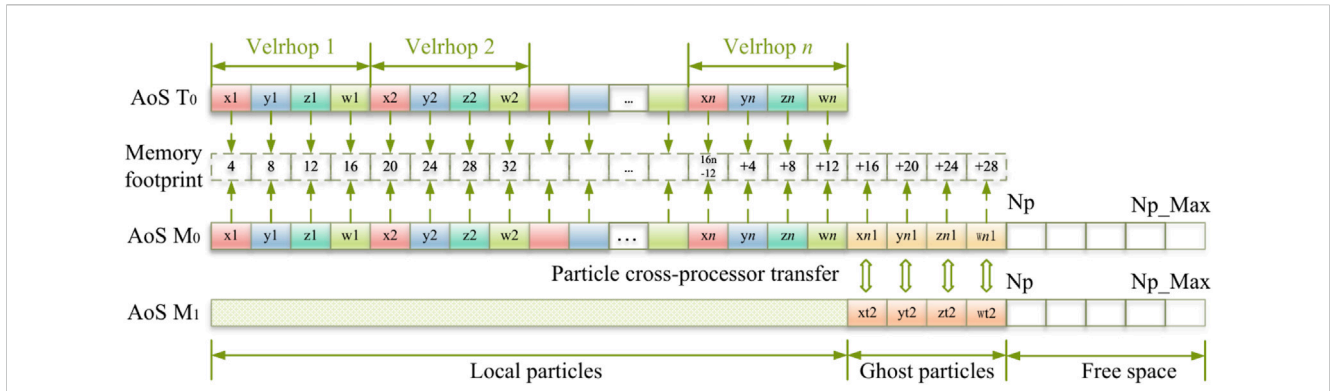 Velrhop 1 Velrhop 2 Velrhop n
AoS T0 x1 y1 z1 w1 x2 y2 z2 w2 ... xn yn zn wn
Memory footprint 4 8 12 16 20 24 28 32 ... 16n -12 +4 +8 +12 +16 +20 +24 +28
Np Np_Max
AoS M0 x1 y1 z1 w1 x2 y2 z2 w2 ... xn yn zn wn xn1 yn1 zn1 wn1
Particle cross-processor transfer Np Np_Max
AoS M1 xt2 yt2 zt2 wt2
Local particles Ghost particles Free space